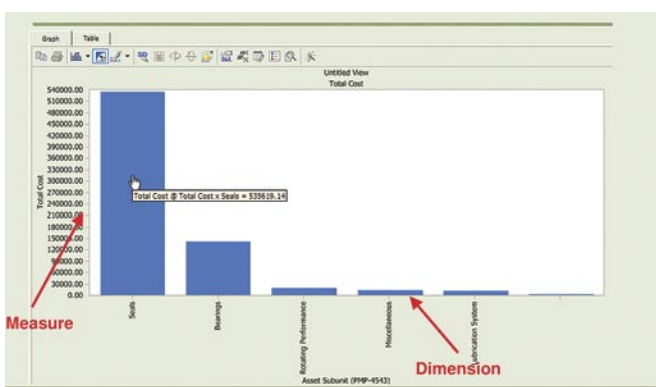 Graph Table
Untitled View
Total Cost
540000.00
510000.00
480000.00
450000.00
420000.00
390000.00
360000.00
330000.00
300000.00
270000.00
240000.00
210000.00
180000.00
150000.00
120000.00
90000.00
60000.00
30000.00
0.00
Total Cost
Total Cost @ Total Cost x Seals = 535619.14
Measure
Seals
Bearings
Rotating Performance
Miscellaneous
Lubrication System
Dimension
Asset Subunit (PMP-4543)